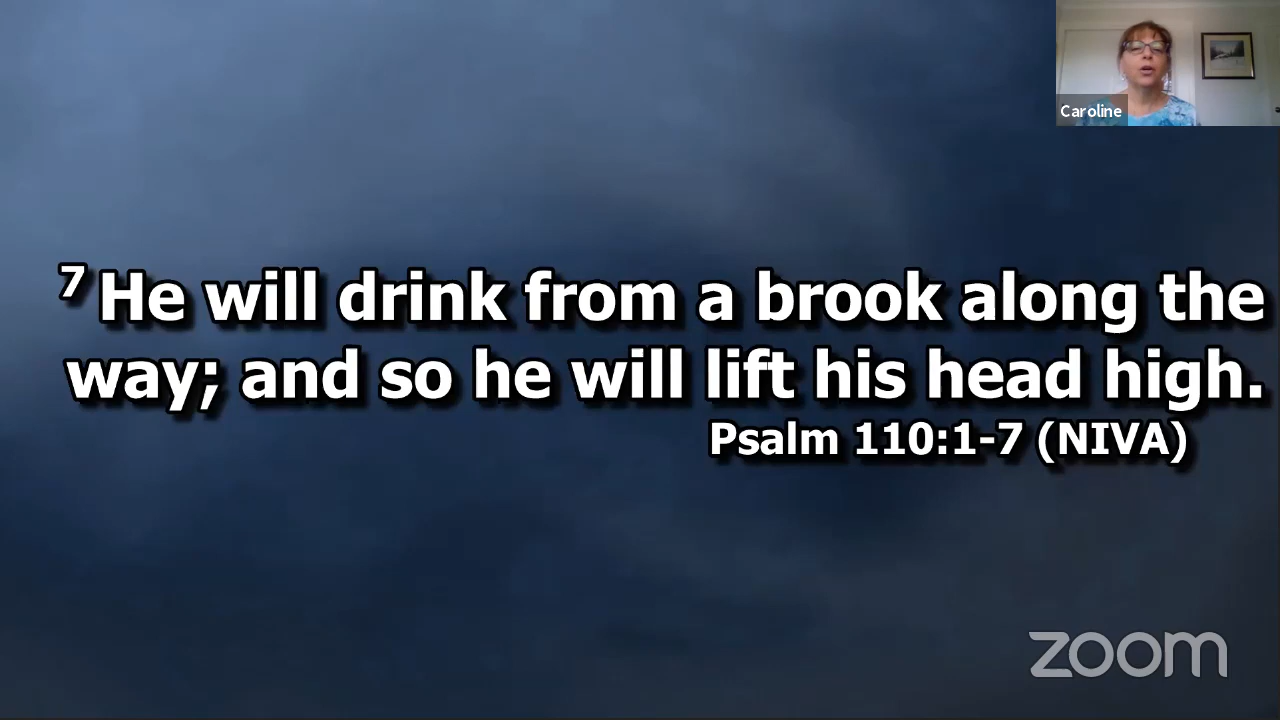 Caroline
7 He will drink from a brook along the
way; and so he will lift his head high.
Psalm 110:1-7 (NIVA)
zoom